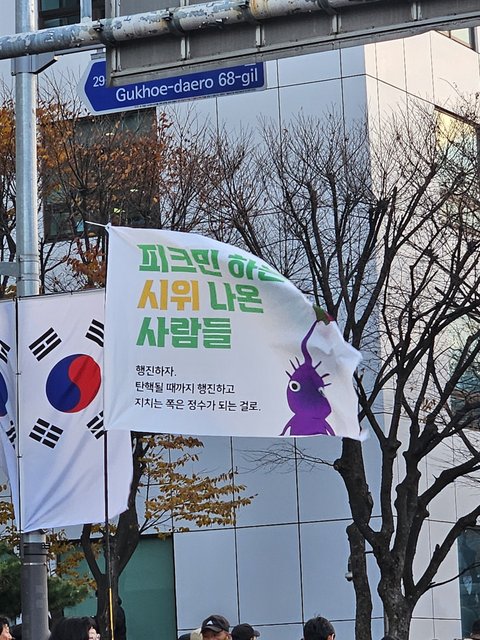 29
Gukhoe-daero 68-gil
피크민 하는
시위 나온
사람들
행진하자.
탄핵될 때까지 행진하고
지치는 쪽은 정수가 되는 걸로.